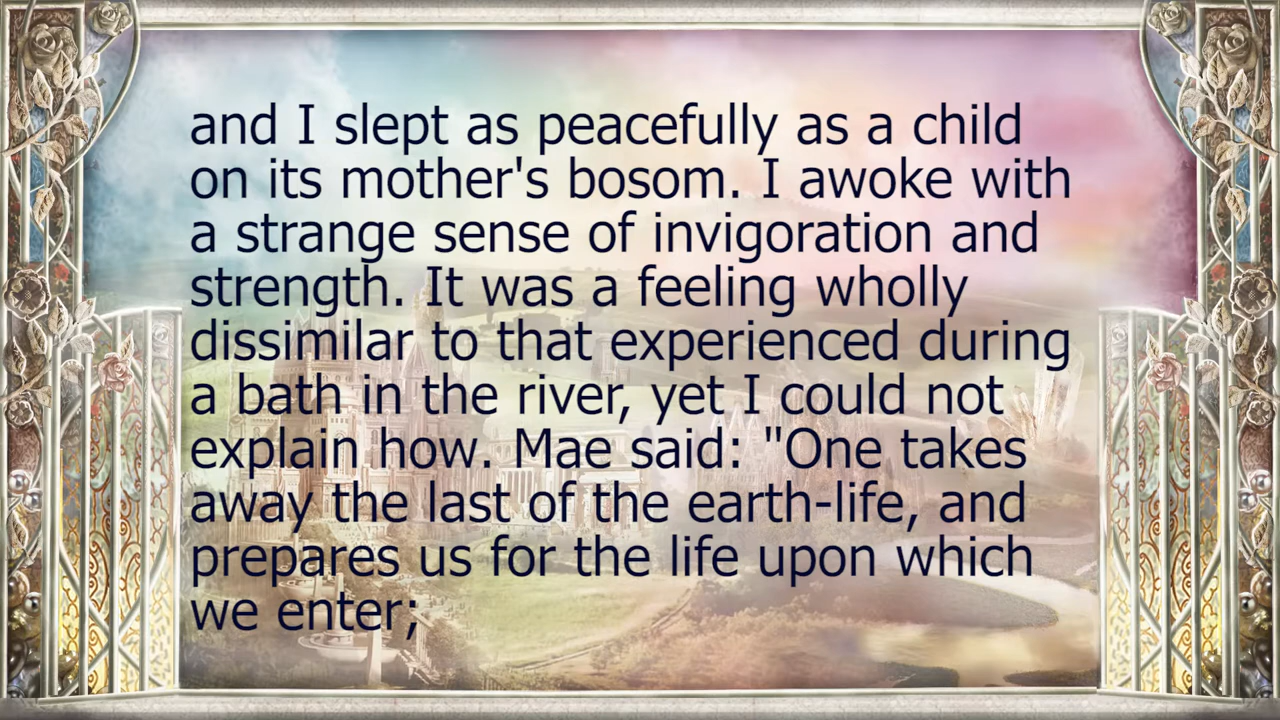 and I slept as peacefully as a child
on its mother's bosom. I awoke with
a strange sense of invigoration and
strength. It was a feeling wholly
dissimilar to that experienced during
a bath in the river, yet I could not
explain how. Mae said: "One takes
away the last of the earth-life, and
prepares us for the life upon which
we enter;